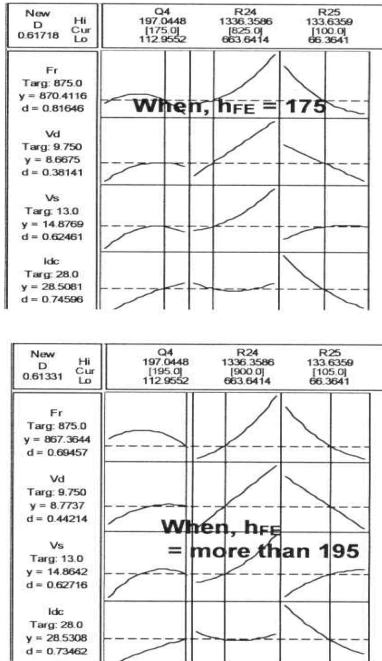 New Hi Q4 R24 R25
D Cur 197.0448 1336.3586 133.6359
0.61718 Lo [175.0] [825.0] [100.0]
112.9552 663.6414 66.3641
Fr
Targ: 875.0
y = 870.4116
d = 0.81646
When, hFE = 175
Vd
Targ: 9.750
y = 8.6675
d = 0.38141
Vs
Targ: 13.0
y = 14.8769
d = 0.62461
Idc
Targ: 28.0
y = 28.5081
d = 0.74596
New Hi Q4 R24 R25
D Cur 197.0448 1336.3586 133.6359
0.61331 Lo [195.0] [900.0] [105.0]
112.9552 663.6414 66.3641
Fr
Targ: 875.0
y = 867.3644
d = 0.69457
Vd
Targ: 9.750
y = 8.7737
d = 0.44214
When, hFE
= more than 195
Vs
Targ: 13.0
y = 14.8642
d = 0.62716
Idc
Targ: 28.0
y = 28.5308
d = 0.73462